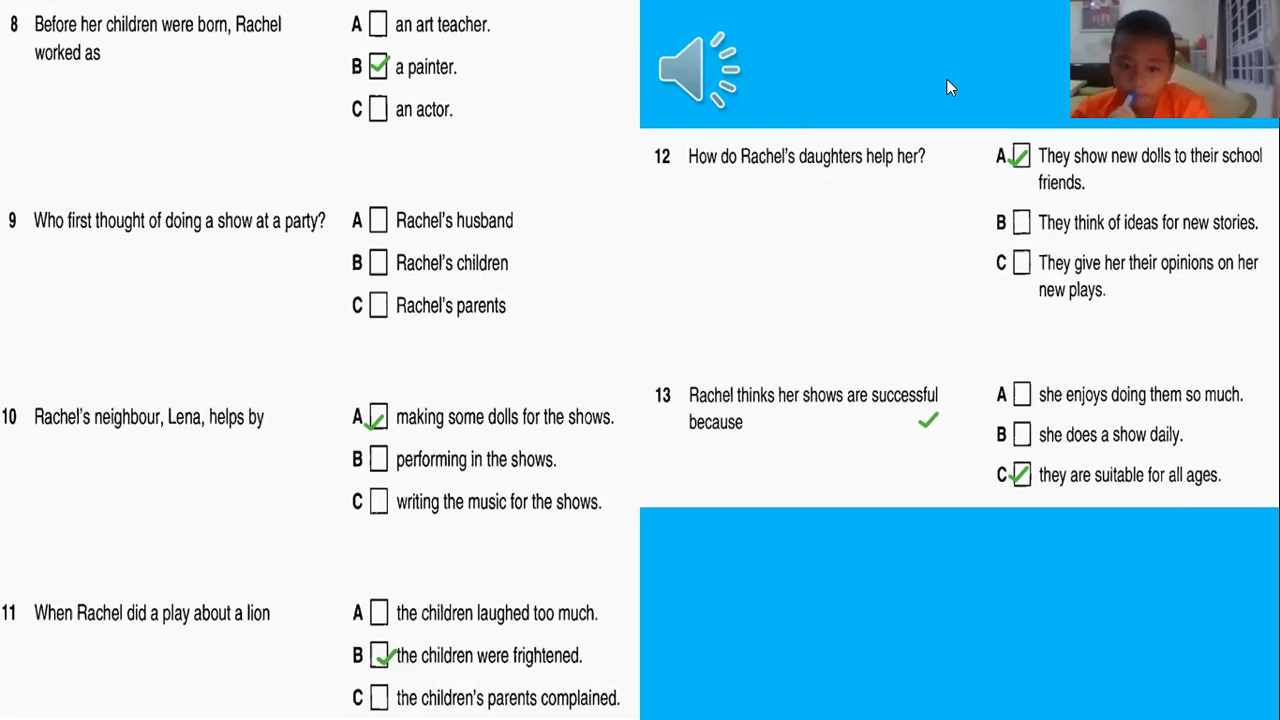 8 Before her children were born, Rachel
worked as
A an art teacher.
B a painter.
C an actor.
9 Who first thought of doing a show at a party?
A Rachel's husband
B Rachel's children
C Rachel's parents
10 Rachel's neighbour, Lena, helps by
A making some dolls for the shows.
B performing in the shows.
C writing the music for the shows.
11 When Rachel did a play about a lion
A the children laughed too much.
B the children were frightened.
C the children's parents complained.
12 How do Rachel's daughters help her?
A They show new dolls to their school
friends.
B They think of ideas for new stories.
C They give her their opinions on her
new plays.
13 Rachel thinks her shows are successful
because
A she enjoys doing them so much.
B she does a show daily.
C they are suitable for all ages.